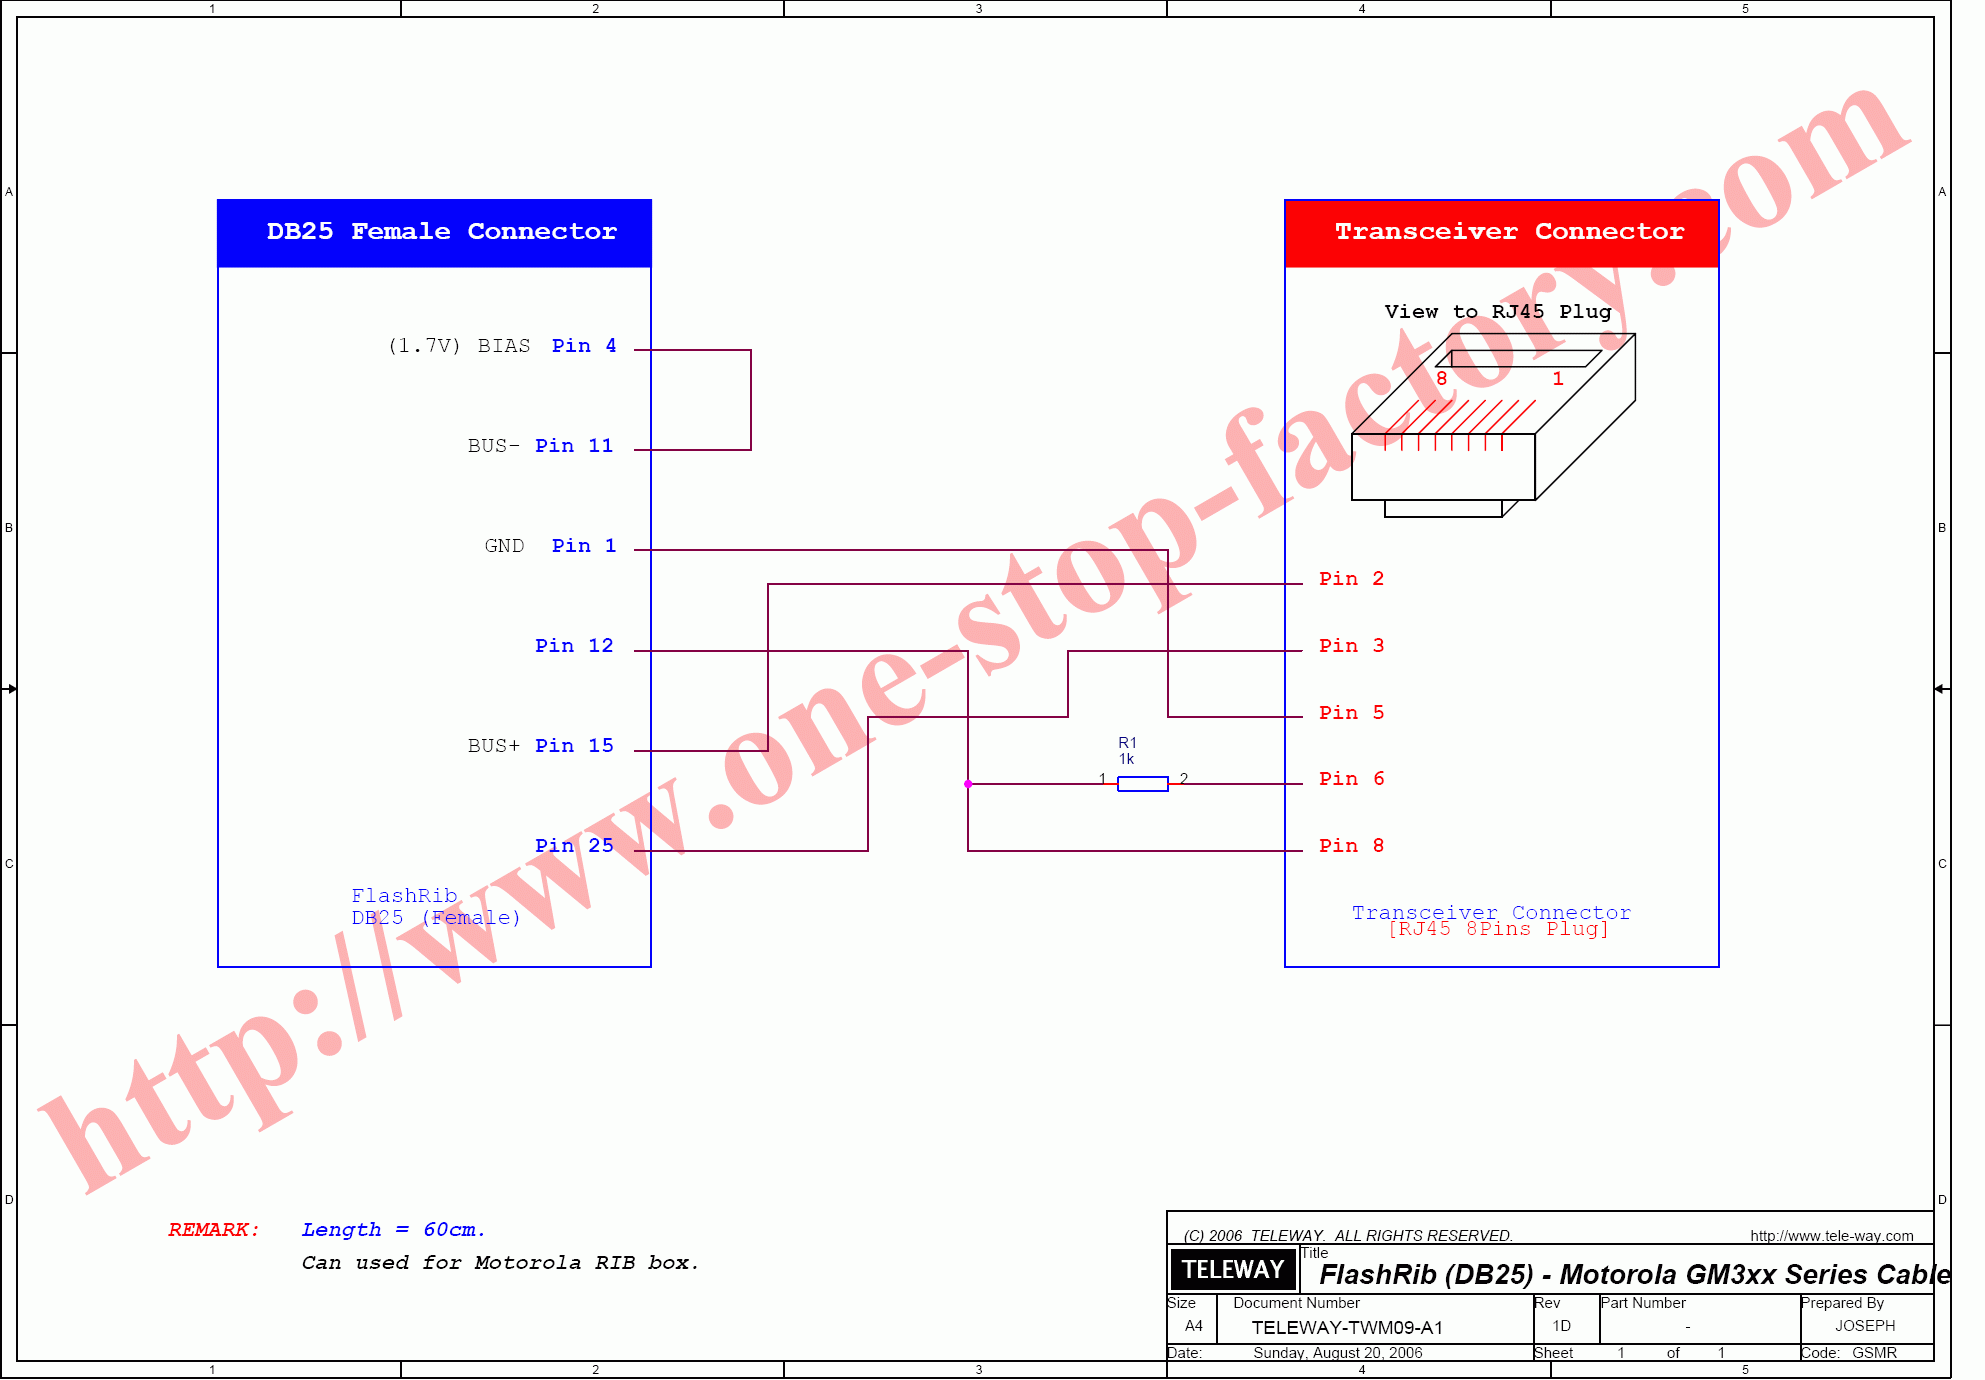 1 2 3 4 5
A A
DB25 Female Connector
Transceiver Connector
View to RJ45 Plug
8 1
(1.7V) BIAS Pin 4
BUS- Pin 11
GND Pin 1
Pin 12
BUS+ Pin 15
Pin 25
FlashRib
DB25 (Female)
B B
R1
1k
1 2
Pin 2
Pin 3
Pin 5
Pin 6
Pin 8
Transceiver Connector
[RJ45 8Pins Plug]
C C
http://www.one-stop-factory.com
D D
REMARK: Length = 60cm.
Can used for Motorola RIB box.
(C) 2006 TELEWAY. ALL RIGHTS RESERVED. http://www.tele-way.com
TELEWAY
Title
FlashRib (DB25) - Motorola GM3xx Series Cable
Size Document Number Rev Part Number Prepared By
A4 TELEWAY-TWM09-A1 1D - JOSEPH
Date: Sunday, August 20, 2006 Sheet 1 of 1 Code: GSMR
1 2 3 4 5